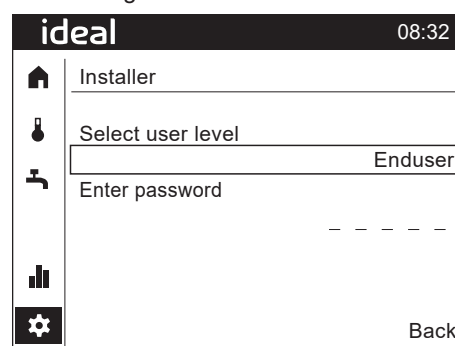 ideal
08:32
Installer
Select user level
Enduser
Enter password
_ _ _ _ _
Back